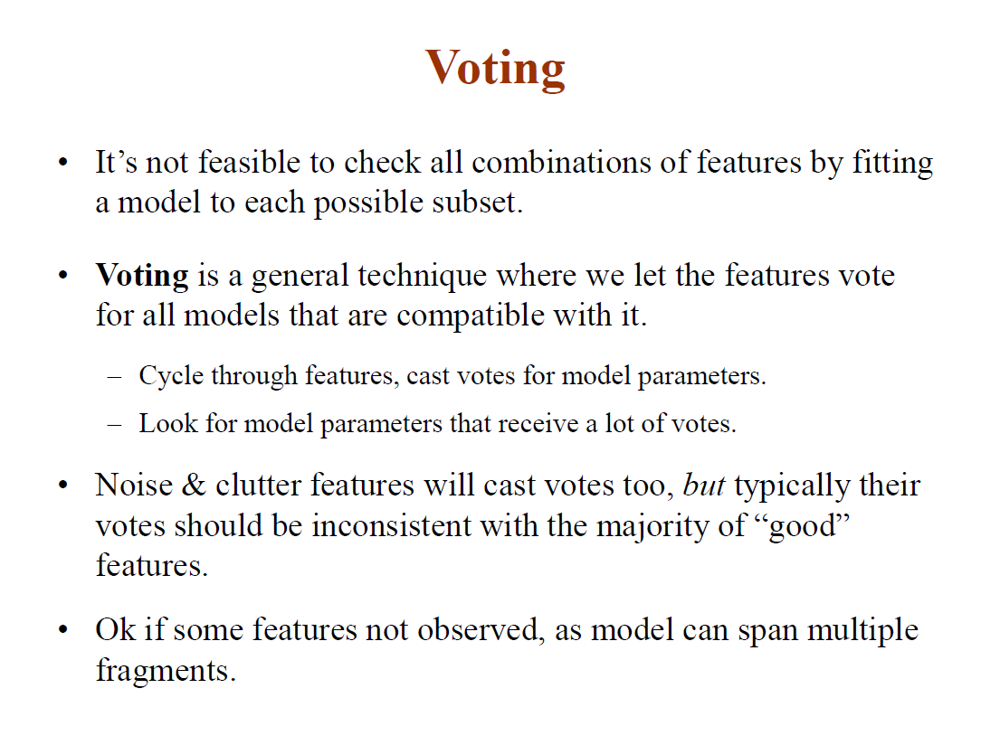 Voting
• It’s not feasible to check all combinations of features by fitting
a model to each possible subset.
• Voting is a general technique where we let the features vote
for all models that are compatible with it.
– Cycle through features, cast votes for model parameters.
– Look for model parameters that receive a lot of votes.
• Noise & clutter features will cast votes too, but typically their
votes should be inconsistent with the majority of “good”
features.
• Ok if some features not observed, as model can span multiple
fragments.